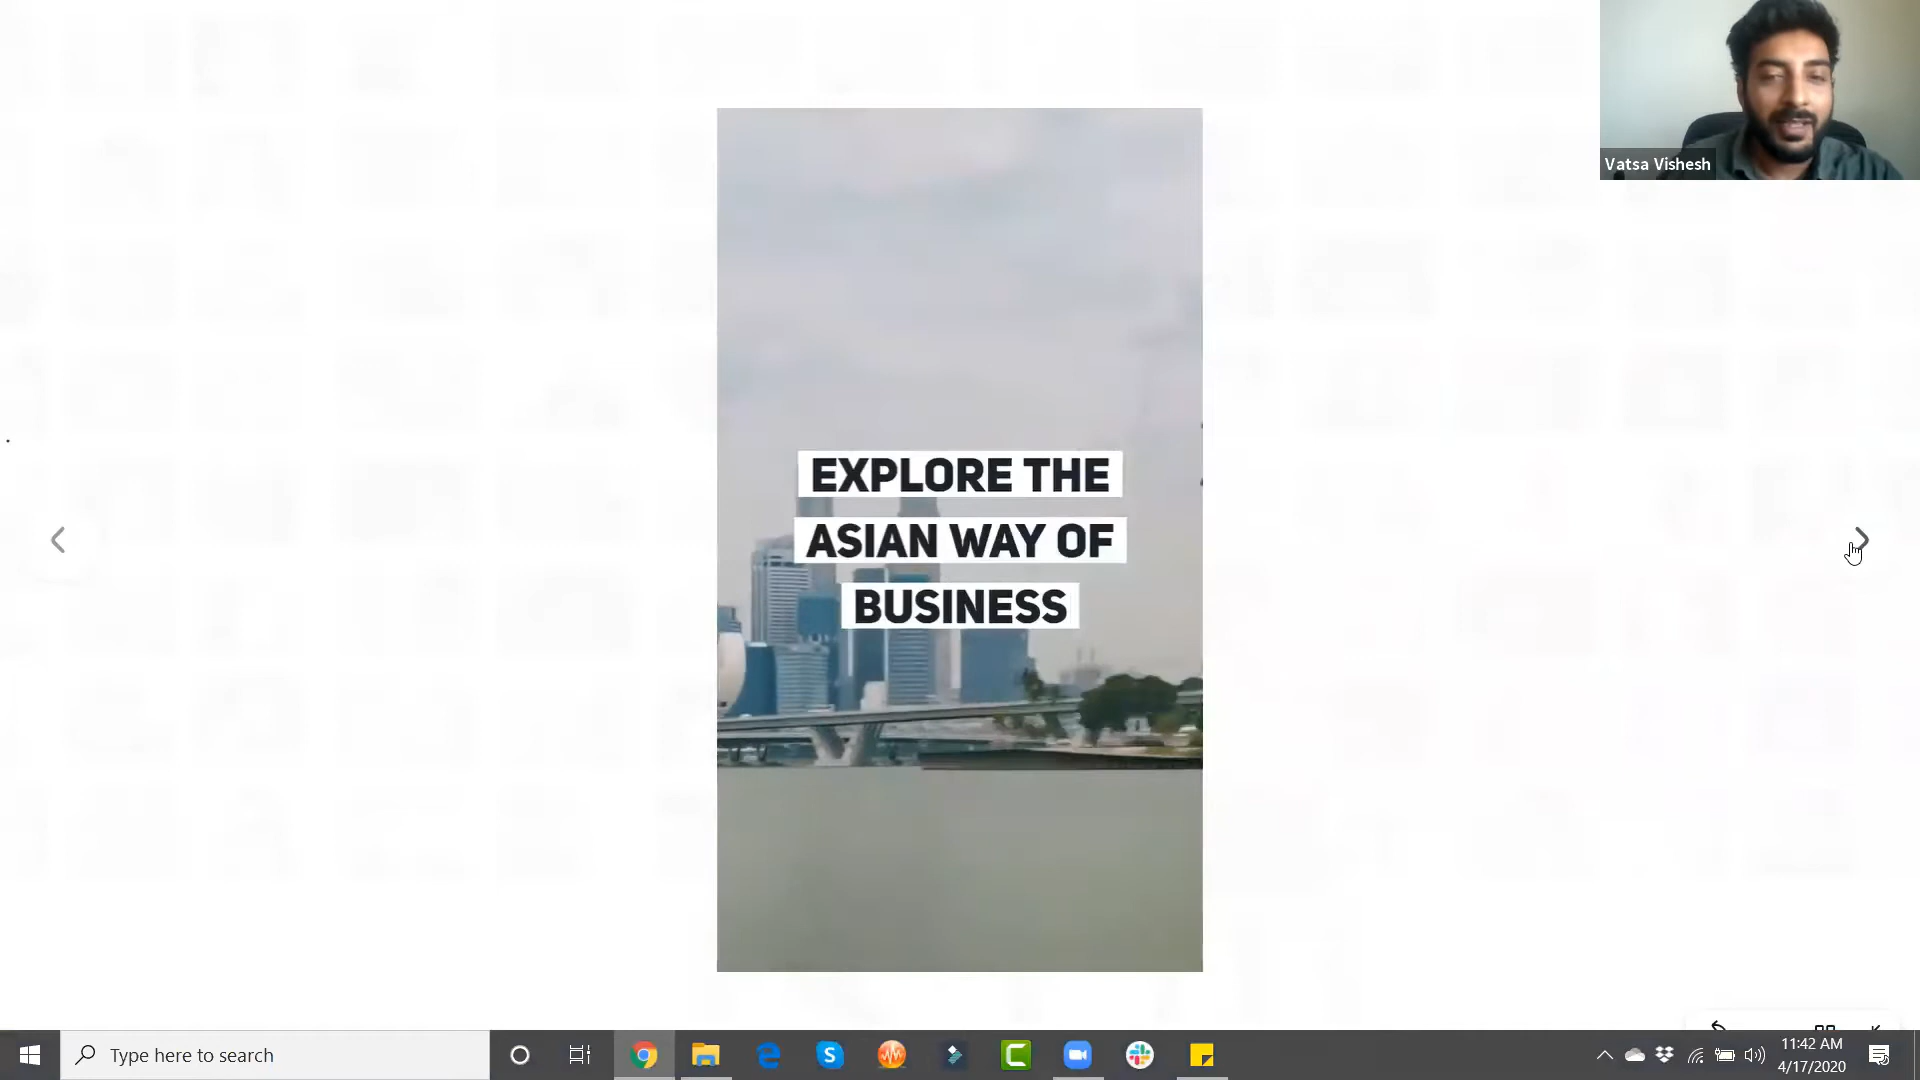 Vatsa Vishesh
EXPLORE THE
ASIAN WAY OF
BUSINESS
Type here to search
11:42 AM
4/17/2020